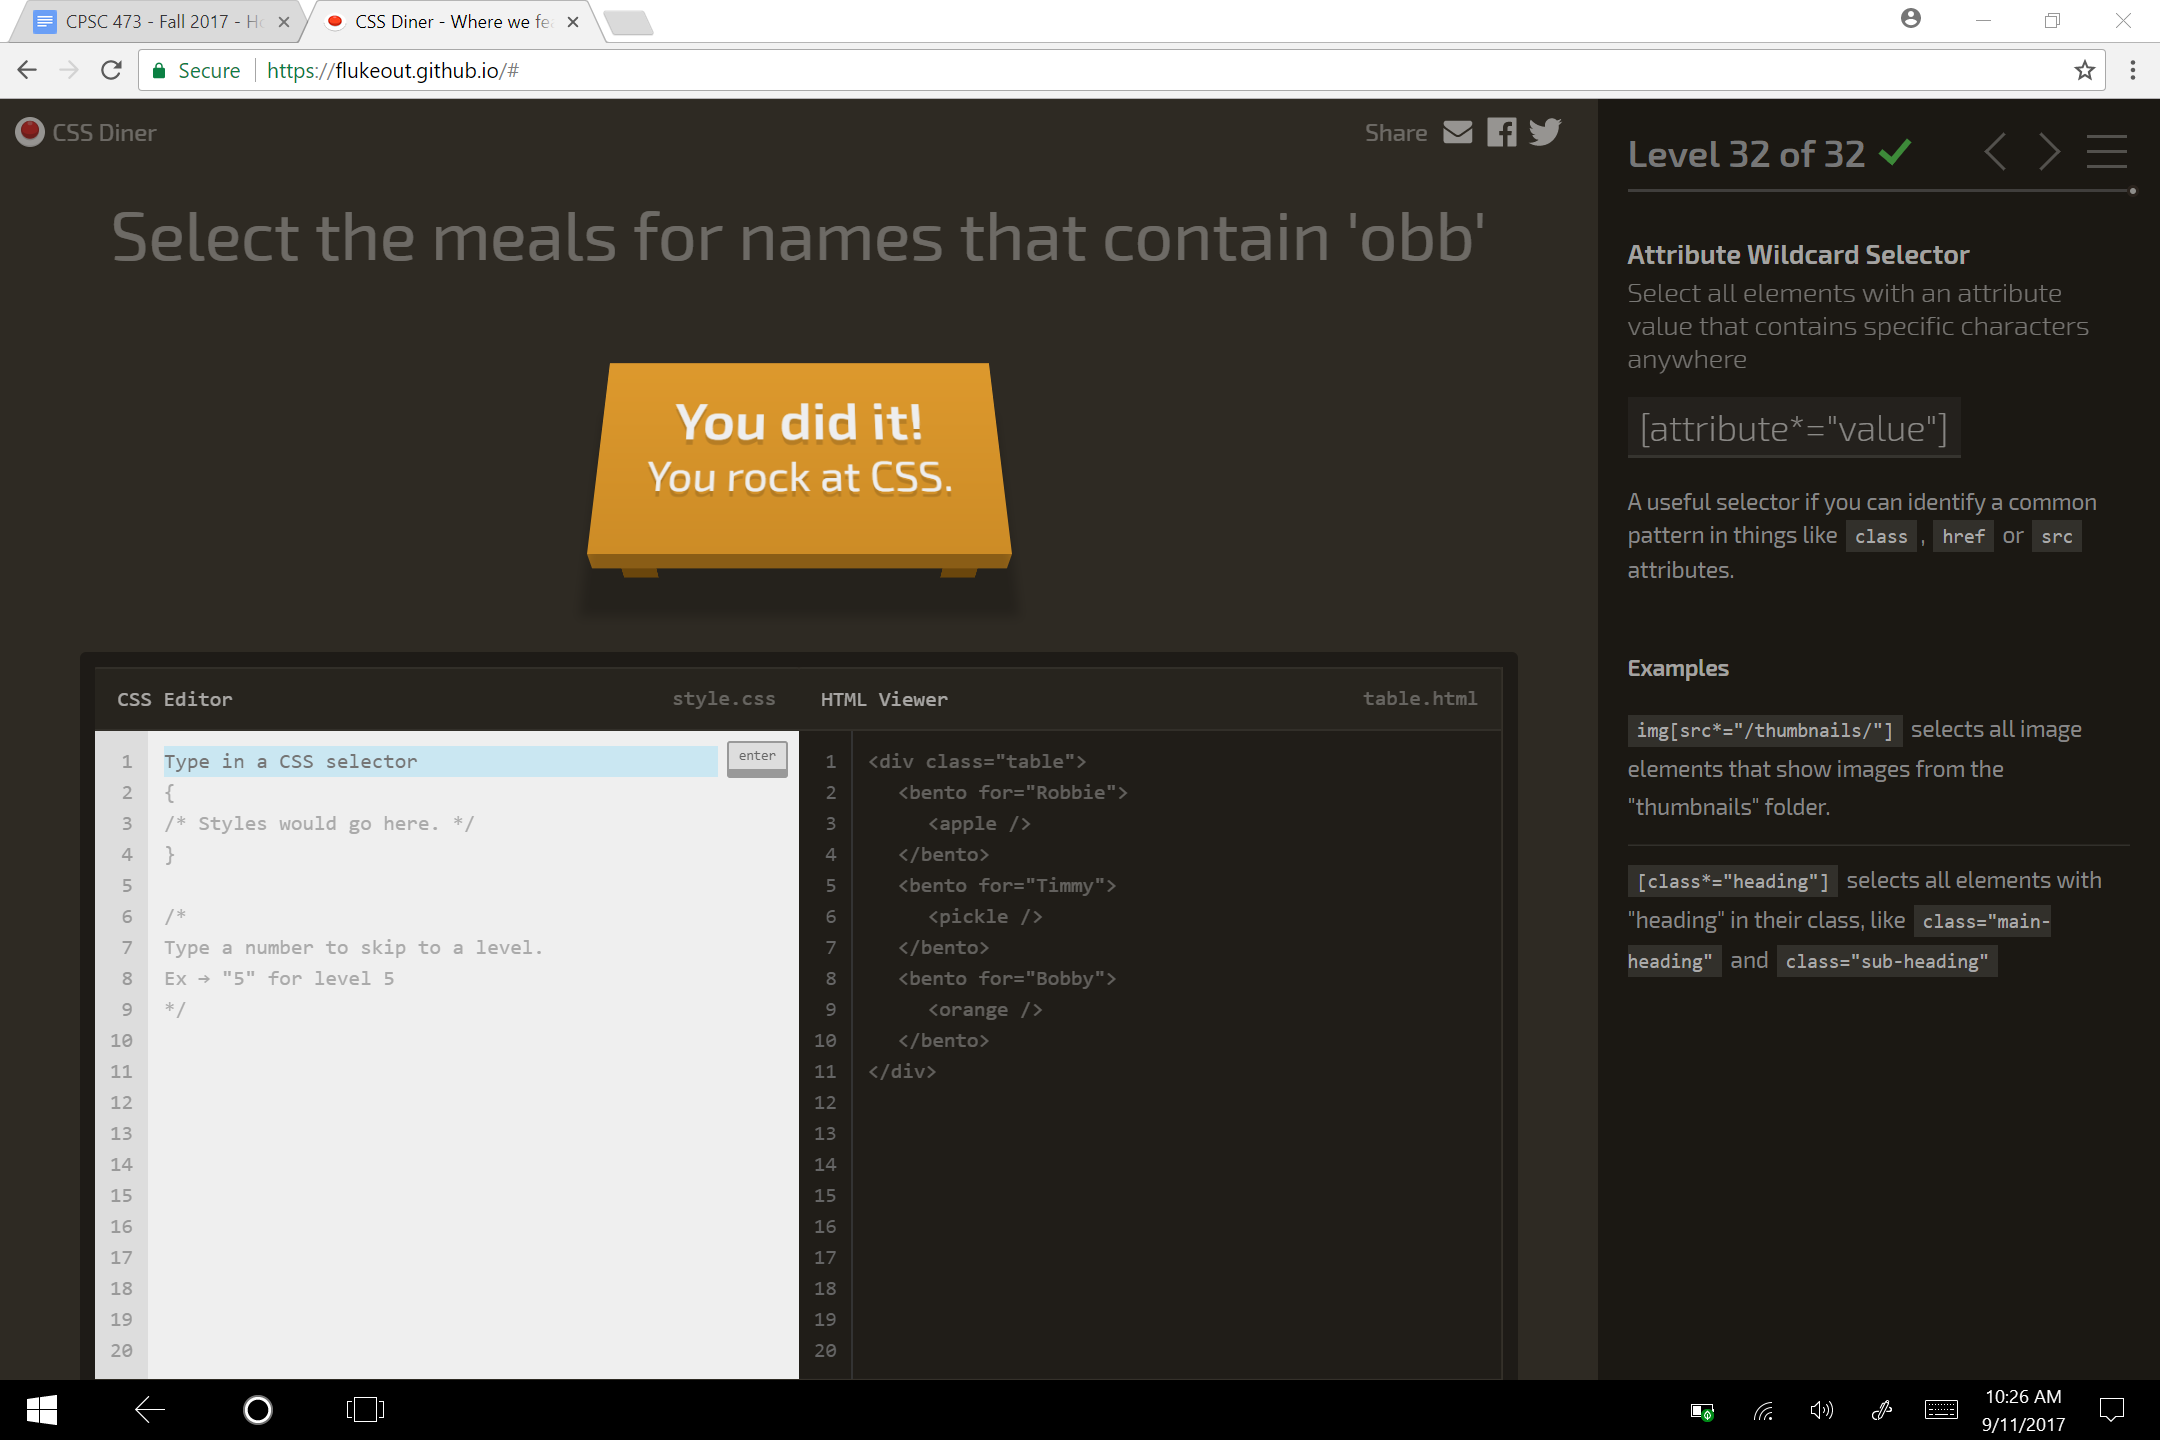 CPSC 473 - Fall 2017 - Ho
CSS Diner - Where we fea
Secure
https://flukeout.github.io/#
CSS Diner
Share
Select the meals for names that contain 'obb'
You did it!
You rock at CSS.
CSS Editor
style.css
1 Type in a CSS selector
enter
2 {
3 /* Styles would go here. */
4 }
5
6 /*
7 Type a number to skip to a level.
8 Ex → "5" for level 5
9 */
10
11
12
13
14
15
16
17
18
19
20
HTML Viewer
table.html
1 <div class="table">
2 <bento for="Robbie">
3 <apple />
4 </bento>
5 <bento for="Timmy">
6 <pickle />
7 </bento>
8 <bento for="Bobby">
9 <orange />
10 </bento>
11 </div>
12
13
14
15
16
17
18
19
20
Level 32 of 32
Attribute Wildcard Selector
Select all elements with an attribute
value that contains specific characters
anywhere
[attribute*="value"]
A useful selector if you can identify a common
pattern in things like class , href or src
attributes.
Examples
img[src*="/thumbnails/"] selects all image
elements that show images from the
"thumbnails" folder.
[class*="heading"] selects all elements with
"heading" in their class, like class="main-
heading" and class="sub-heading"
10:26 AM
9/11/2017